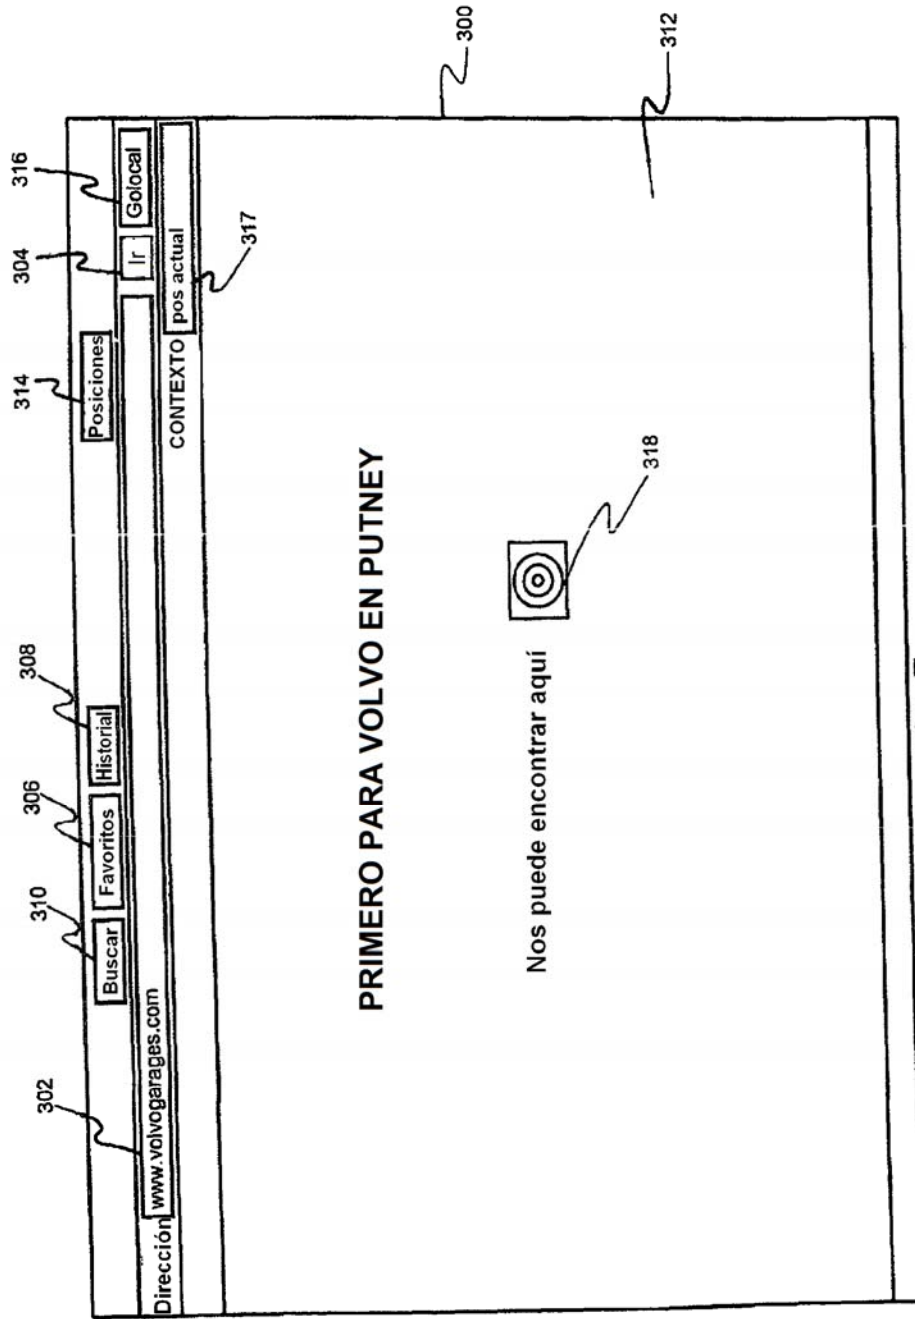 310 306 308 314 304 316
302
Buscar Favoritos Historial Posiciones
Dirección www.volvogarages.com Ir Golocal
CONTEXTO pos actual
317
PRIMERO PARA VOLVO EN PUTNEY
300
Nos puede encontrar aquí
318
312